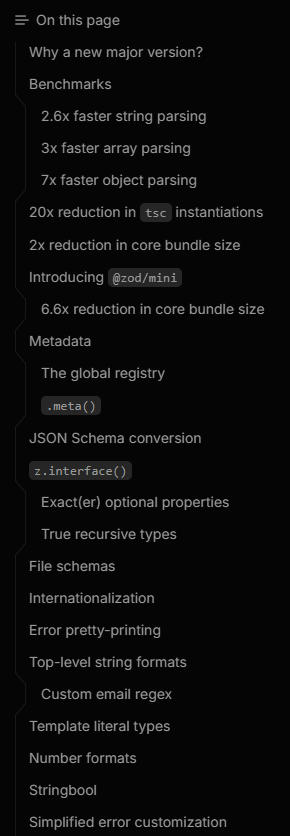 On this page
Why a new major version?
Benchmarks
2.6x faster string parsing
3x faster array parsing
7x faster object parsing
20x reduction in tsc instantiations
2x reduction in core bundle size
Introducing @zod/mini
6.6x reduction in core bundle size
Metadata
The global registry
.meta()
JSON Schema conversion
z.interface()
Exact(er) optional properties
True recursive types
File schemas
Internationalization
Error pretty-printing
Top-level string formats
Custom email regex
Template literal types
Number formats
Stringbool
Simplified error customization